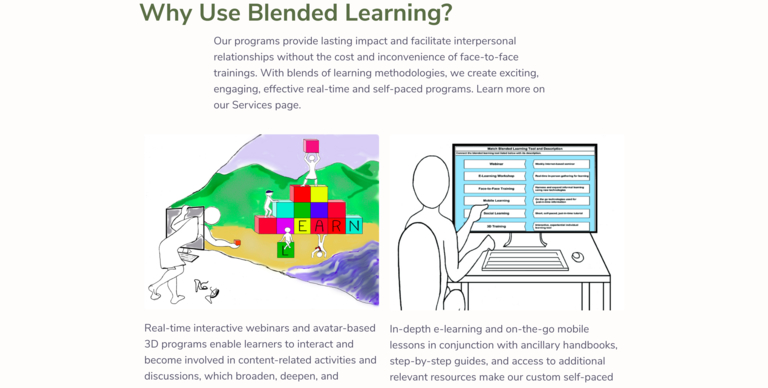 Why Use Blended Learning?
Our programs provide lasting impact and facilitate interpersonal
relationships without the cost and inconvenience of face-to-face
trainings. With blends of learning methodologies, we create exciting,
engaging, effective real-time and self-paced programs. Learn more on
our Services page.
L
E A R N
Match Blended Learning Tool and Description
Webinar
E-Learning Workshop
Face-to-Face Training
Mobile Learning
Social Learning
3D Training
Real-time interactive webinars and avatar-based
3D programs enable learners to interact and
become involved in content-related activities and
discussions, which broaden, deepen, and
In-depth e-learning and on-the-go mobile
lessons in conjunction with ancillary handbooks,
step-by-step guides, and access to additional
relevant resources make our custom self-paced